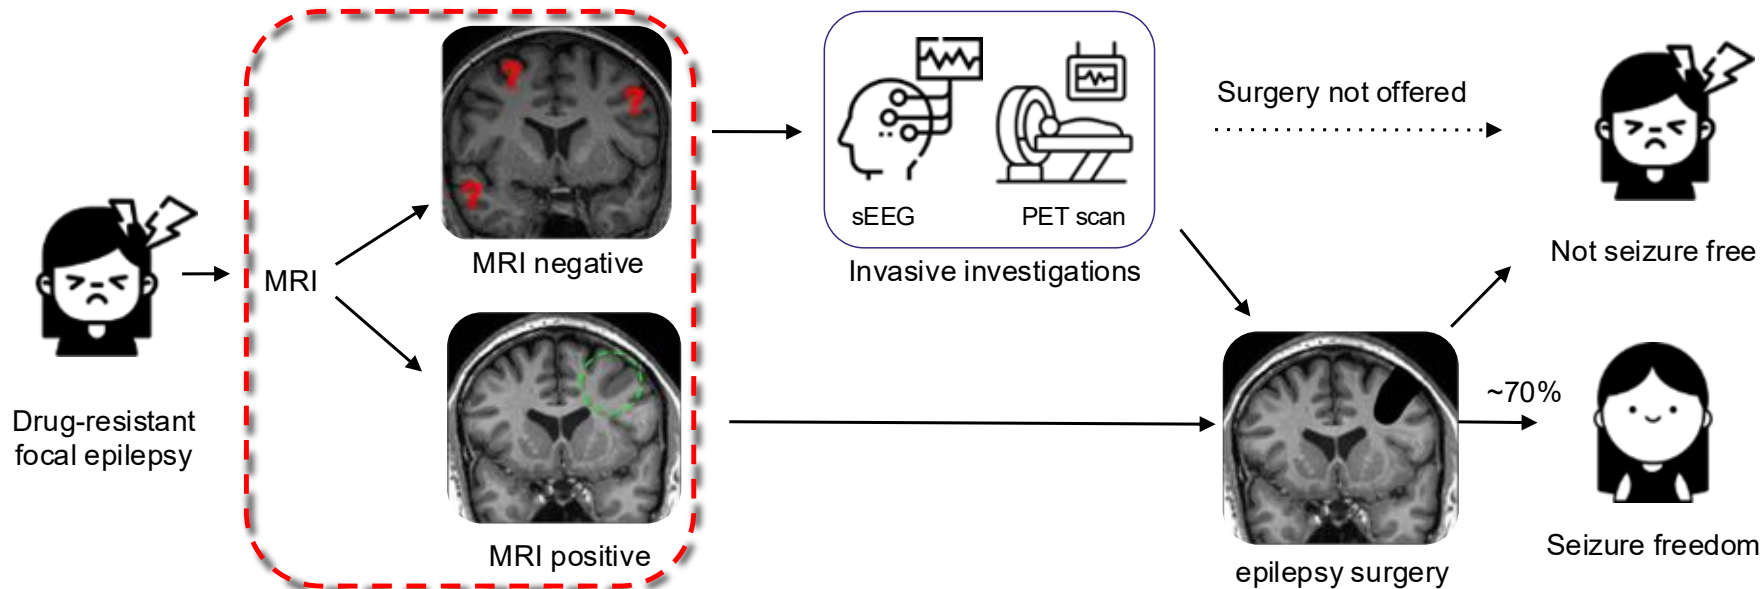 Drug-resistant
focal epilepsy
MRI
?
?
?
MRI negative
MRI positive
sEEG
PET scan
Invasive investigations
Surgery not offered
epilepsy surgery
~70%
Not seizure free
Seizure freedom